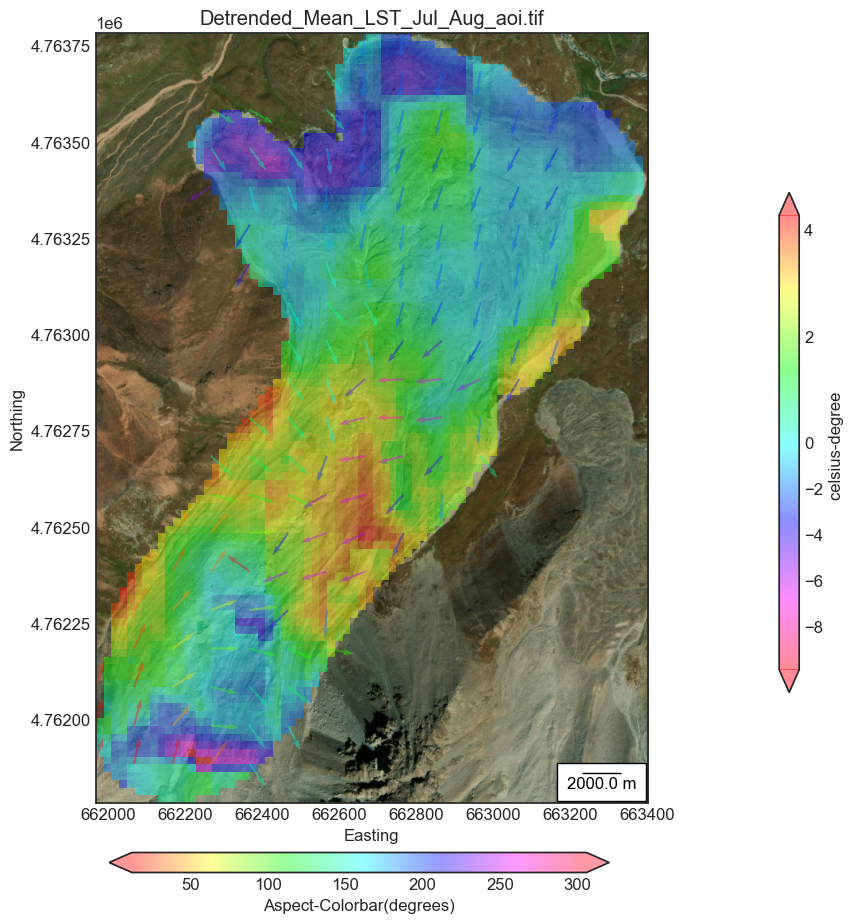 Detrended_Mean_LST_Jul_Aug_aoi.tif
1e6
4.76375
4.76350
4.76325
4.76300
4.76275
4.76250
4.76225
4.76200
Northing
662000 662200 662400 662600 662800 663000 663200 663400
Easting
2000.0 m
4
2
0
−2
−4
−6
−8
celsius-degree
50 100 150 200 250 300
Aspect-Colorbar(degrees)